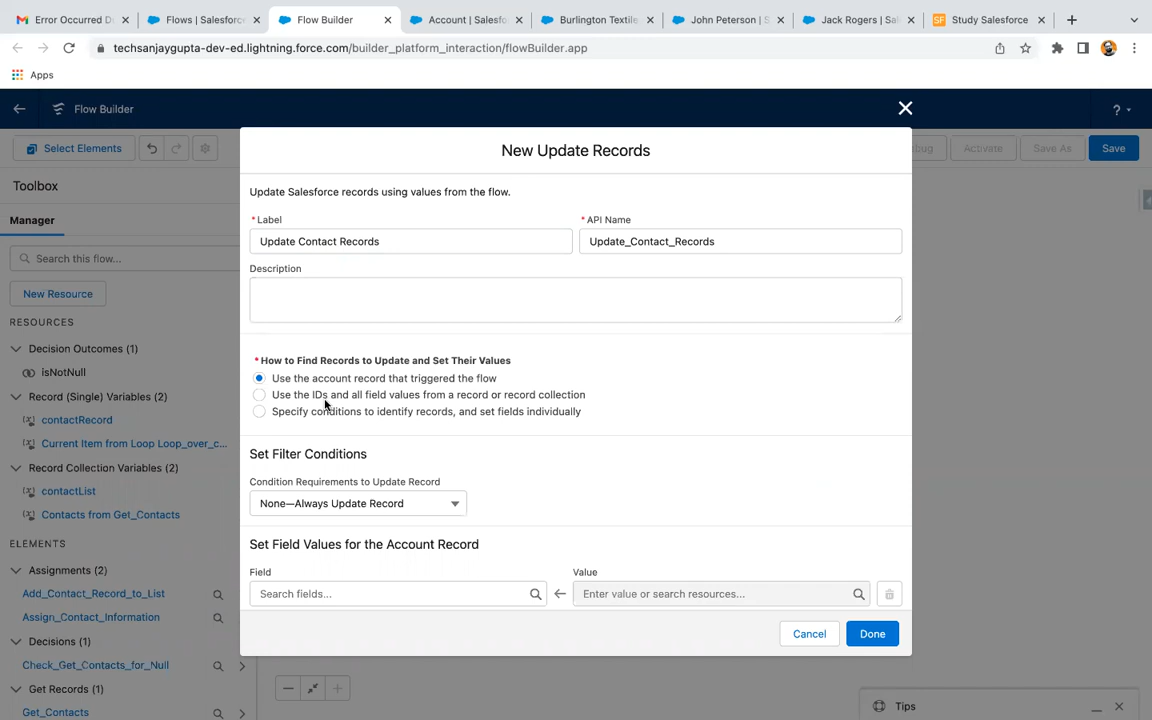 Error Occurred D
Flows | Salesforc
Flow Builder
Account | Salesfo
Burlington Textile
John Peterson | S
Jack Rogers | Sal
SF Study Salesforce
techsanjaygupta-dev-ed.lightning.force.com/builder_platform_interaction/flowBuilder.app
Apps
Flow Builder
?
Select Elements
bug
Activate
Save As
Save
Toolbox
Manager
Search this flow...
New Resource
RESOURCES
Decision Outcomes (1)
isNotNull
Record (Single) Variables (2)
contactRecord
Current Item from Loop Loop_over_c...
Record Collection Variables (2)
contactList
Contacts from Get_Contacts
ELEMENTS
Assignments (2)
Add_Contact_Record_to_List
Assign_Contact_Information
Decisions (1)
Check_Get_Contacts_for_Null
Get Records (1)
Get_Contacts
New Update Records
Update Salesforce records using values from the flow.
* Label
* API Name
Update Contact Records
Update_Contact_Records
Description
* How to Find Records to Update and Set Their Values
Use the account record that triggered the flow
Use the IDs and all field values from a record or record collection
Specify conditions to identify records, and set fields individually
Set Filter Conditions
Condition Requirements to Update Record
None—Always Update Record
Set Field Values for the Account Record
Field
Value
Search fields...
Enter value or search resources...
Cancel
Done
Tips